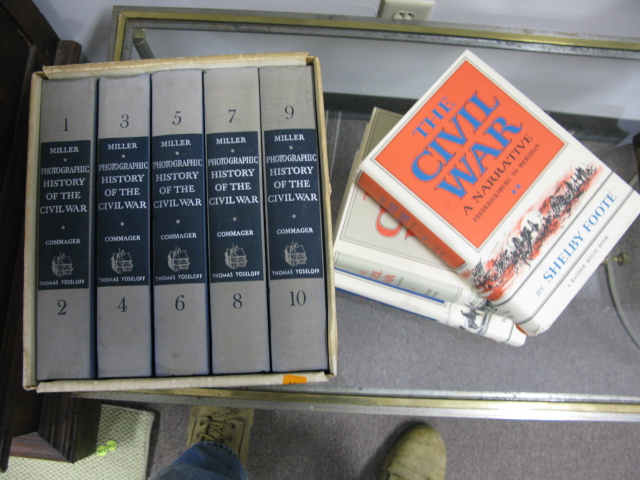 1
MILLER
PHOTOGRAPHIC
HISTORY
OF THE
CIVIL WAR
COMMAGER
THOMAS YOSELOFF
2
3
MILLER
PHOTOGRAPHIC
HISTORY
OF THE
CIVIL WAR
COMMAGER
THOMAS YOSELOFF
4
5
MILLER
PHOTOGRAPHIC
HISTORY
OF THE
CIVIL WAR
COMMAGER
THOMAS YOSELOFF
6
7
MILLER
PHOTOGRAPHIC
HISTORY
OF THE
CIVIL WAR
COMMAGER
THOMAS YOSELOFF
8
9
MILLER
PHOTOGRAPHIC
HISTORY
OF THE
CIVIL WAR
COMMAGER
THOMAS YOSELOFF
10
THE
CIVIL
WAR
A NARRATIVE
FREDERICKSBURG TO MERIDIAN
BY SHELBY FOOTE